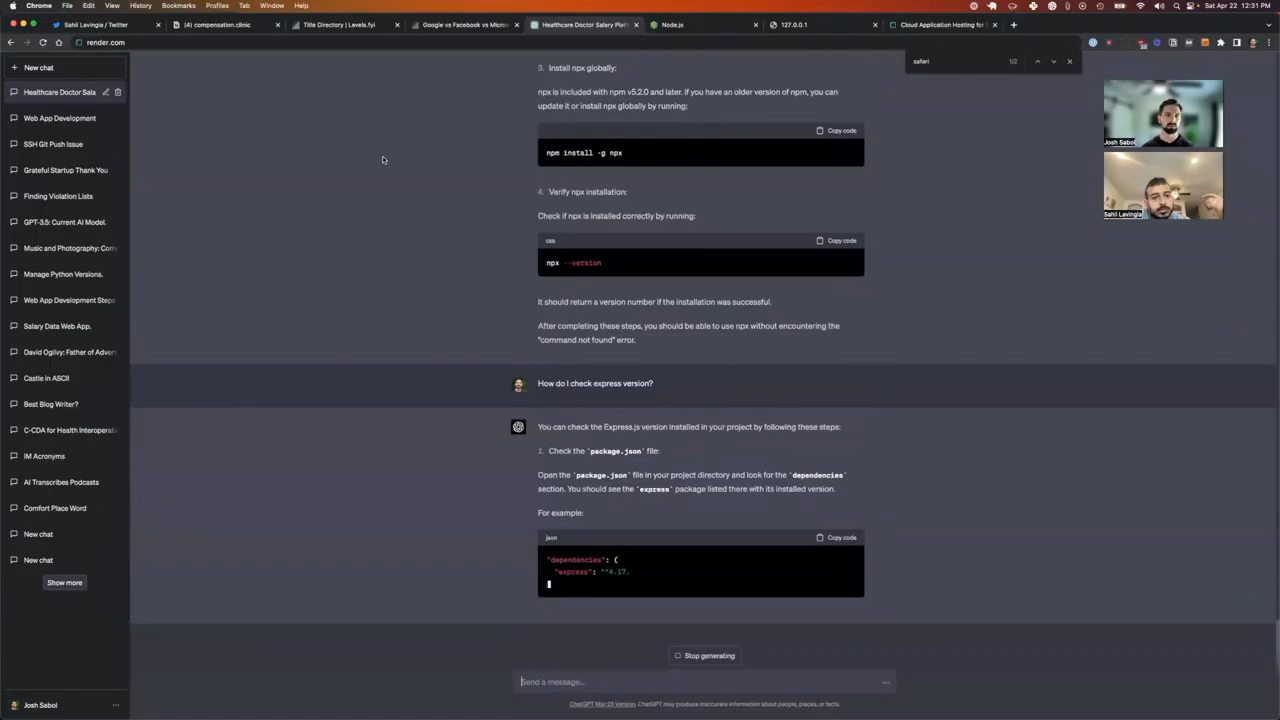 Chrome File Edit View History Bookmarks Profiles Tab Window Help
Sat Apr 22 12:31 PM
Sahil Lavingia / Twitter
(4) compensation.clinic
Title Directory | Levels.fyi
Google vs Facebook vs Micros
Healthcare Doctor Salary Platf
Node.js
127.0.0.1
Cloud Application Hosting for
render.com
safari
1/2
New chat
Healthcare Doctor Sala
Web App Development
SSH Git Push Issue
Grateful Startup Thank You
Finding Violation Lists
GPT-3.5: Current AI Model.
Music and Photography: Com
Manage Python Versions.
Web App Development Steps
Salary Data Web App.
David Ogilvy: Father of Advert
Castle in ASCII
Best Blog Writer?
C-CDA for Health Interoperabi
IM Acronyms
AI Transcribes Podcasts
Comfort Place Word
New chat
New chat
Show more
Josh Sabol
3. Install npx globally:
npx is included with npm v5.2.0 and later. If you have an older version of npm, you can
update it or install npx globally by running:
Copy code
npm install -g npx
4. Verify npx installation:
Check if npx is installed correctly by running:
css
Copy code
npx --version
It should return a version number if the installation was successful.
After completing these steps, you should be able to use npx without encountering the
"command not found" error.
How do I check express version?
You can check the Express.js version installed in your project by following these steps:
1. Check the `package.json` file:
Open the `package.json` file in your project directory and look for the `dependencies`
section. You should see the `express` package listed there with its installed version.
For example:
json
Copy code
"dependencies": {
"express": "^4.17.
Stop generating
Send a message...
ChatGPT Mar 23 Version. ChatGPT may produce inaccurate information about people, places, or facts.
Josh Sabol
Sahil Lavingia